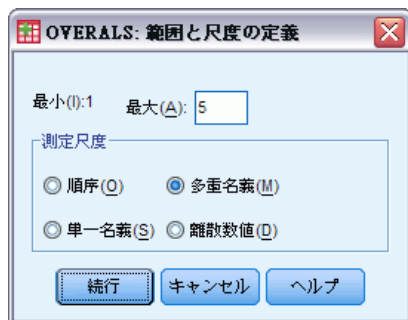 OVERALS: 範囲と尺度の定義
最小(I):1 最大(A): 5
測定尺度
順序(O) 多重名義(M)
単一名義(S) 離散数値(D)
続行 キャンセル ヘルプ